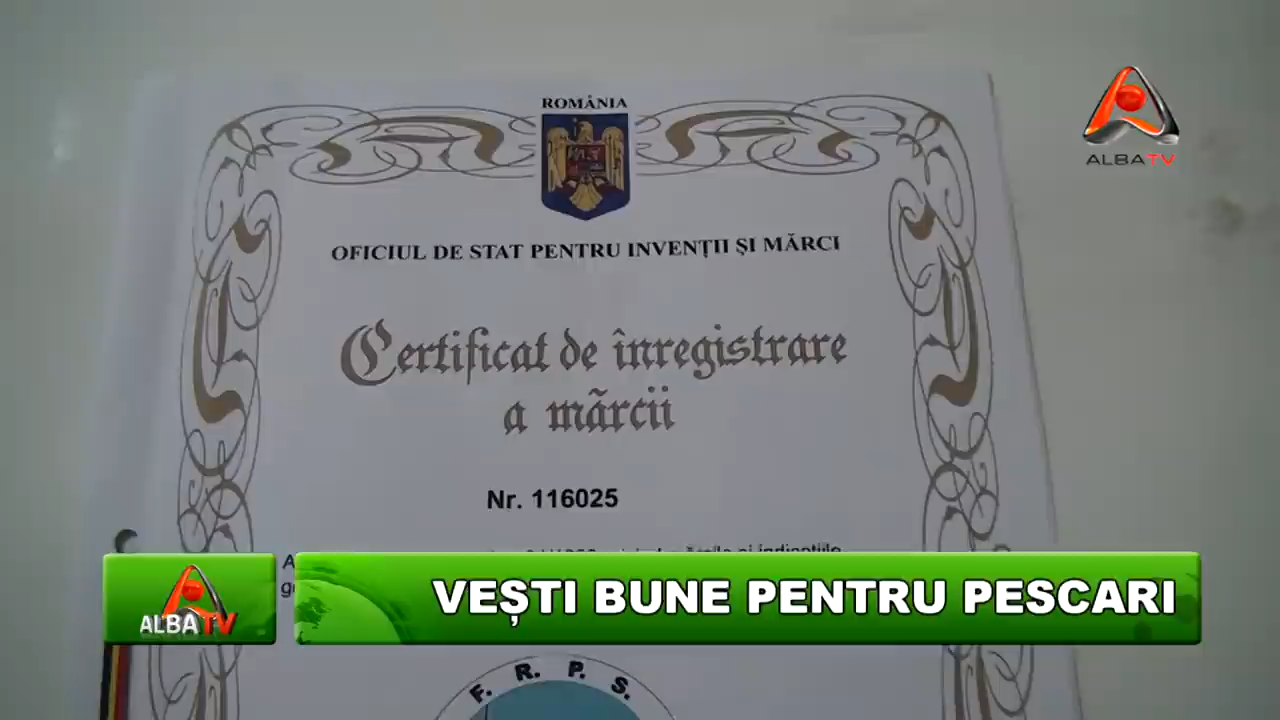 ROMÂNIA
ALBATV
OFICIUL DE STAT PENTRU INVENȚII ȘI MĂRCI
Certificat de înregistrare
a mărcii
Nr. 116025
ALBATV
VEȘTI BUNE PENTRU PESCARI
F. R. P. S.